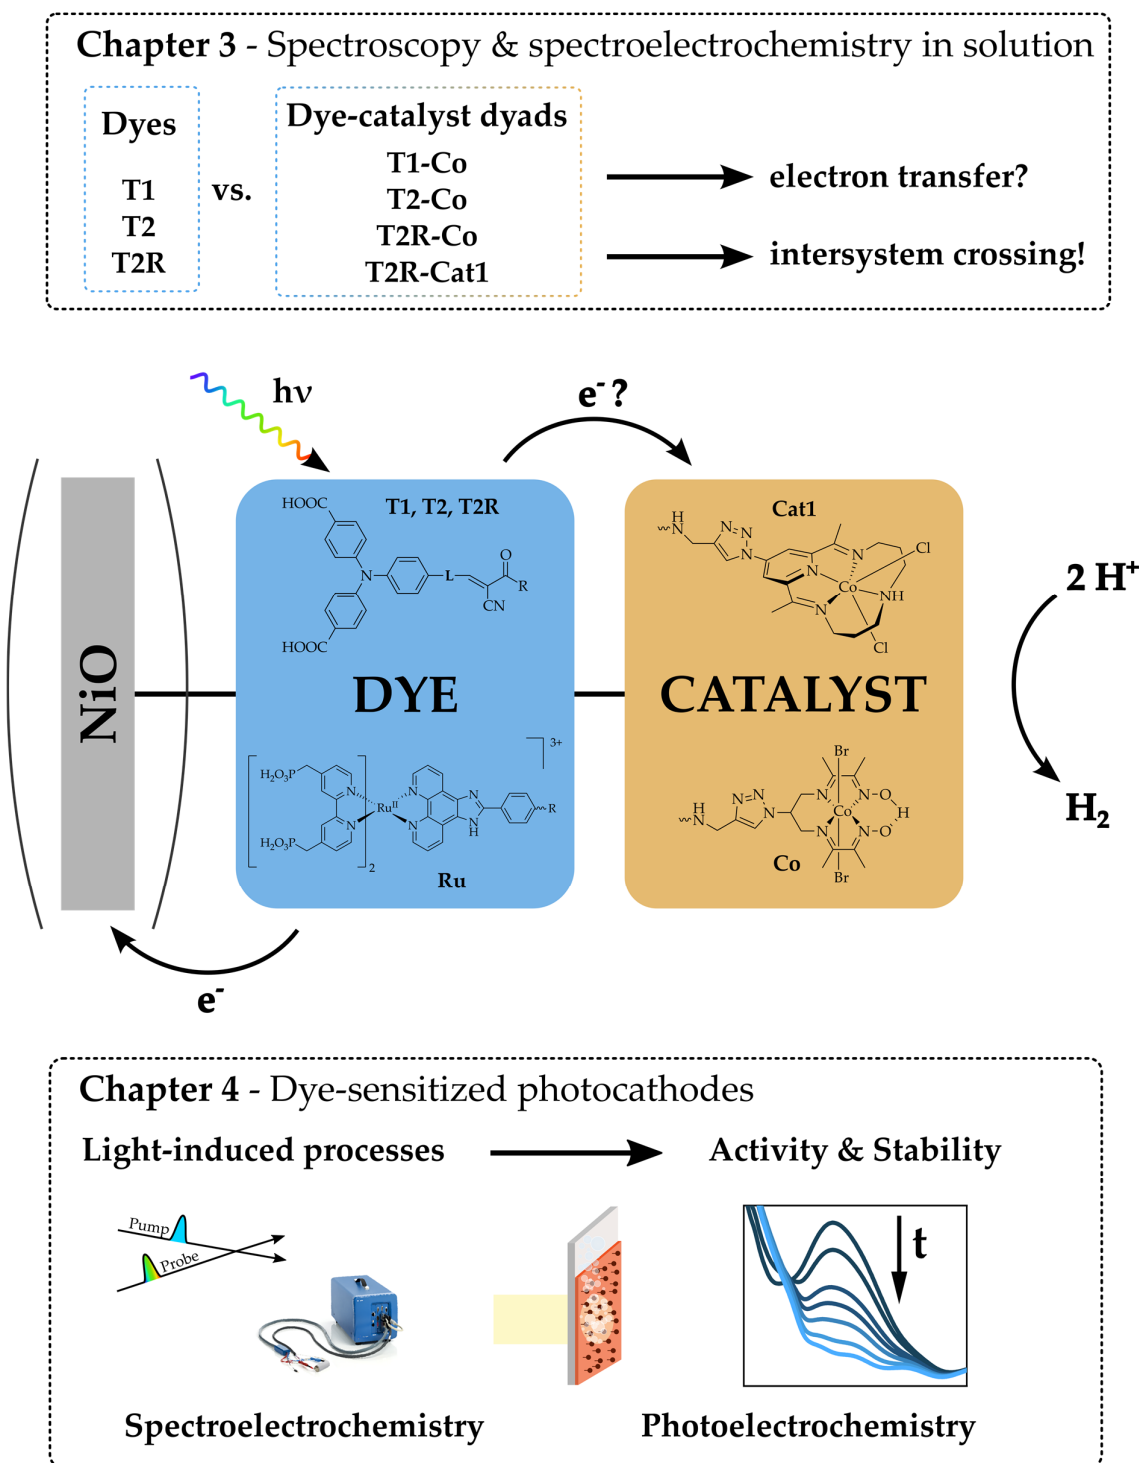 Chapter 3 - Spectroscopy & spectroelectrochemistry in solution
Dyes
T1
T2
T2R
vs.
Dye-catalyst dyads
T1-Co
T2-Co
T2R-Co
T2R-Cat1
electron transfer?
intersystem crossing!
hν
e⁻ ?
NiO
HOOC
T1, T2, T2R
N
L
O
R
CN
HOOC
DYE
3+
H₂O₃P
N
N
Ru^II
N
N
N
N
H
R
H₂O₃P
2
Ru
Cat1
H
N
N
N
N
N
N
Co
Cl
NH
N
Cl
CATALYST
Br
H
N
N
N
N
N
N
O
H
Co
N
N
O
Br
Co
2 H⁺
H₂
e⁻
Chapter 4 - Dye-sensitized photocathodes
Light-induced processes
Activity & Stability
Pump
Probe
t
Spectroelectrochemistry
Photoelectrochemistry